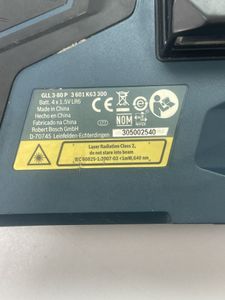 GLL 3-80 P 3 601 K63 300
Batt. 4 x 1.5V LR6
Made in China
Hecho en China
Fabricado na China
Robert Bosch GmbH
D-70745 Leinfelden-Echterdingen
CE
NOM
305002540
Laser Radiation Class 2,
do not stare into beam
IEC 60825-1:2007-03 <1mW, 640 nm